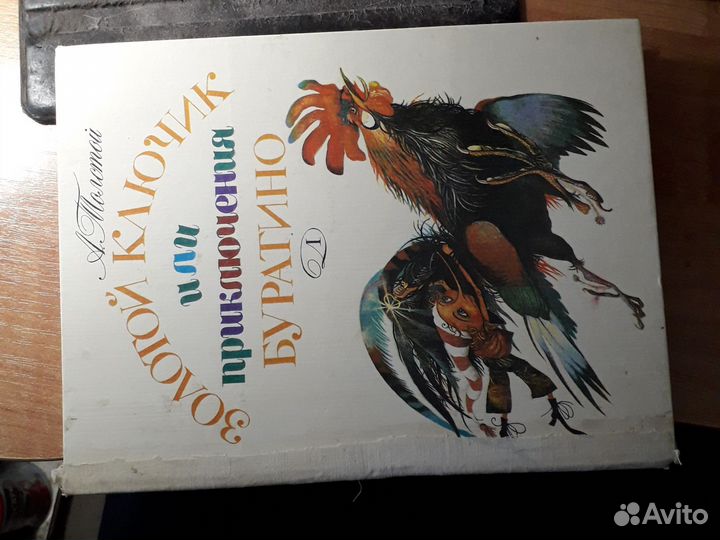 А. Толстой
ЗОЛОТОЙ КЛЮЧИК
или
приключения
БУРАТИНО
Avito